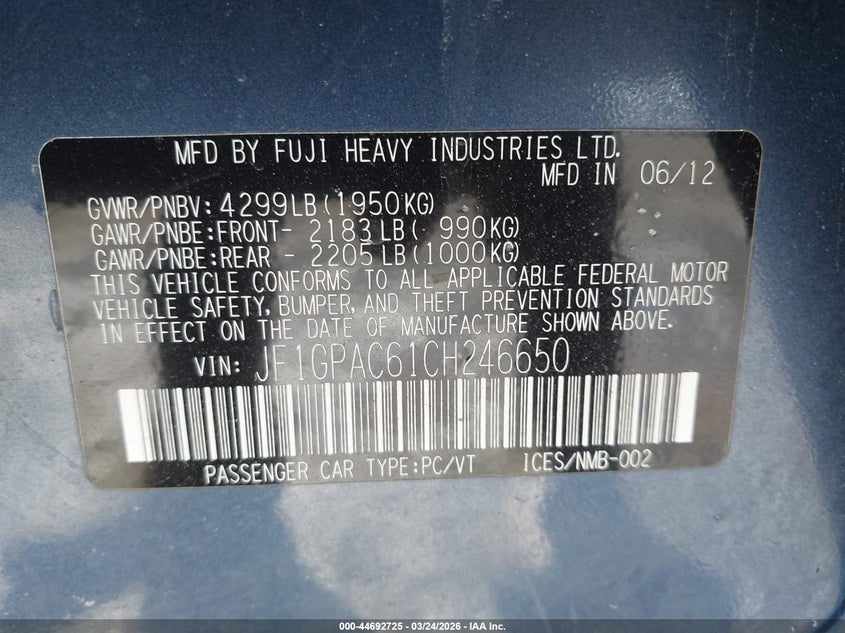 MFD BY FUJI HEAVY INDUSTRIES LTD.
MFD IN 06/12
GVWR/PNBV: 4299LB (1950KG)
GAWR/PNBE:FRONT- 2183LB ( 990KG)
GAWR/PNBE:REAR - 2205LB (1000KG)
THIS VEHICLE CONFORMS TO ALL APPLICABLE FEDERAL MOTOR
VEHICLE SAFETY, BUMPER, AND THEFT PREVENTION STANDARDS
IN EFFECT ON THE DATE OF MANUFACTURE SHOWN ABOVE.
VIN: JF1GPAC61CH246650
PASSENGER CAR TYPE:PC/VT ICES/NMB-002
000-44692725 - 03/24/2026 - IAA Inc.